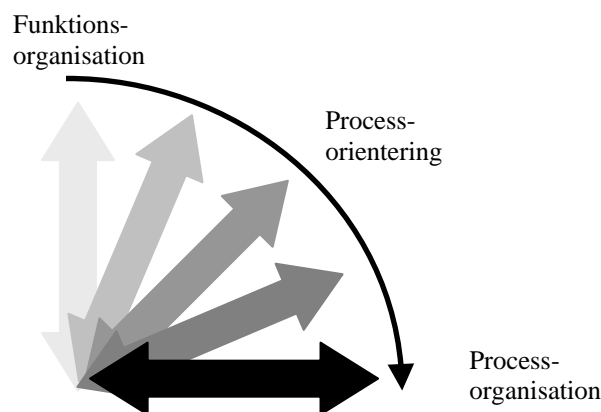 Funktions-
organisation
Process-
orientering
Process-
organisation